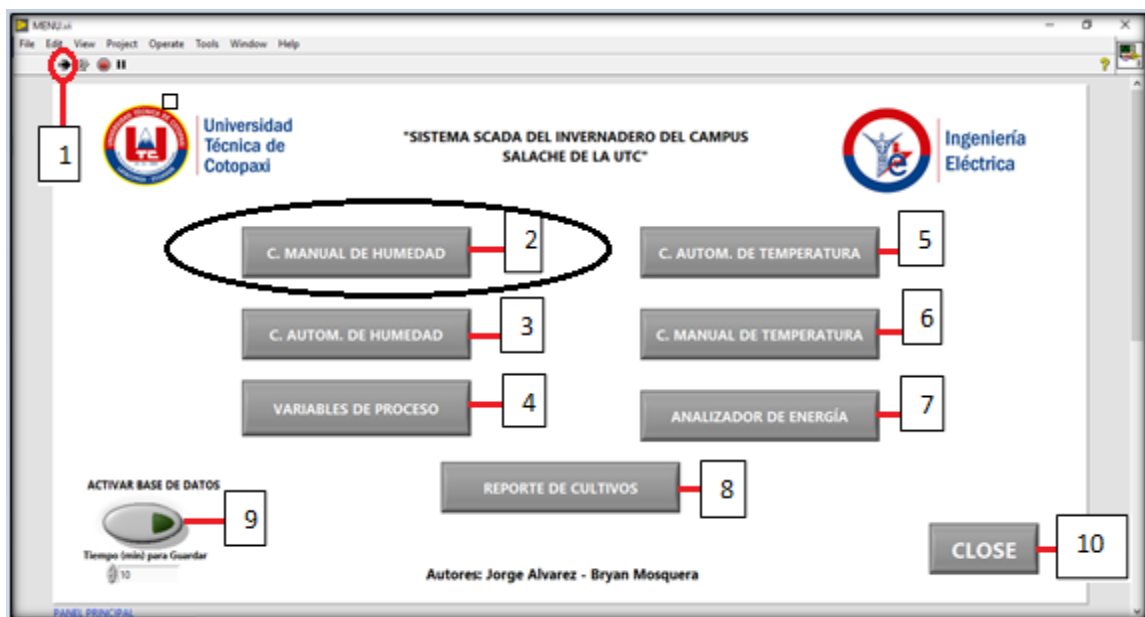 MENU.vi
File Edit View Project Operate Tools Window Help
1
Universidad
Técnica de
Cotopaxi
"SISTEMA SCADA DEL INVERNADERO DEL CAMPUS
SALACHE DE LA UTC"
Ingeniería
Eléctrica
C. MANUAL DE HUMEDAD
2
C. AUTOM. DE TEMPERATURA
5
C. AUTOM. DE HUMEDAD
3
C. MANUAL DE TEMPERATURA
6
VARIABLES DE PROCESO
4
ANALIZADOR DE ENERGÍA
7
REPORTE DE CULTIVOS
8
ACTIVAR BASE DE DATOS
9
Tiempo (min) para Guardar
10
CLOSE
10
Autores: Jorge Alvarez - Bryan Mosquera
PANEL PRINCIPAL